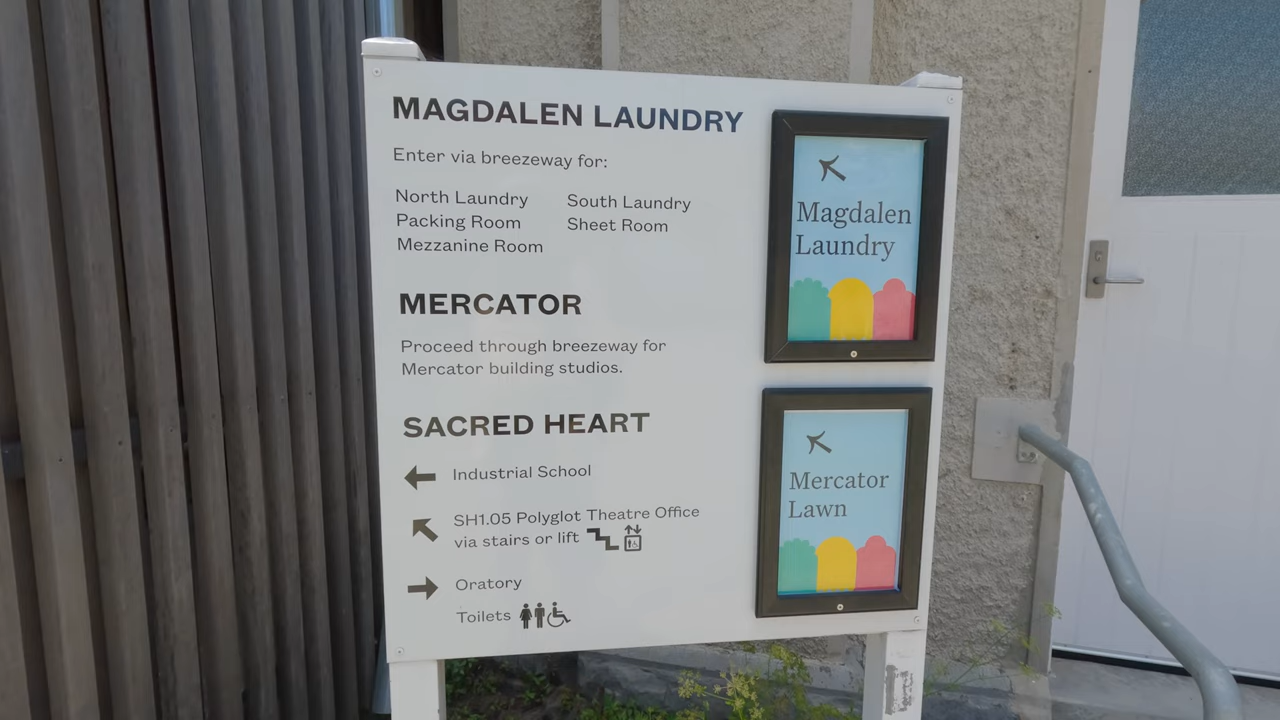 MAGDALEN LAUNDRY
Enter via breezeway for:
North Laundry South Laundry
Packing Room Sheet Room
Mezzanine Room
MERCATOR
Proceed through breezeway for
Mercator building studios.
SACRED HEART
Industrial School
SH1.05 Polyglot Theatre Office
via stairs or lift
Oratory
Toilets
Magdalen
Laundry
Mercator
Lawn